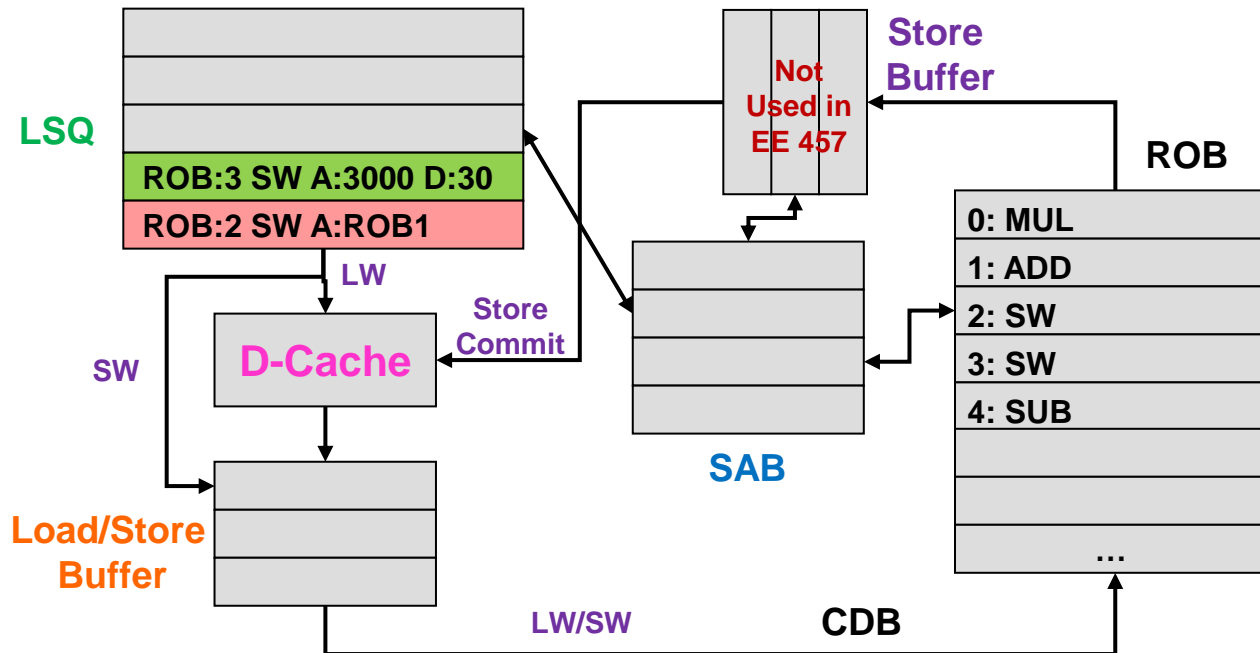 Store
Buffer
Not
Used in
EE 457
LSQ
ROB
ROB:3 SW A:3000 D:30
ROB:2 SW A:ROB1
0: MUL
1: ADD
2: SW
3: SW
4: SUB
...
LW
Store
Commit
SW
D-Cache
SAB
Load/Store
Buffer
LW/SW
CDB